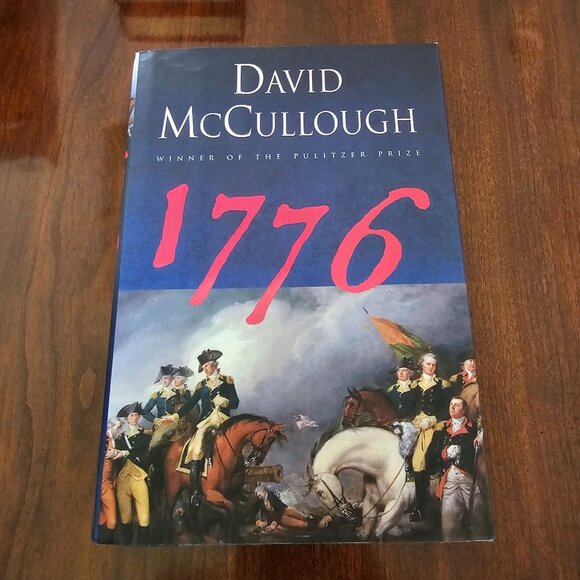 DAVID
MCCULLOUGH
WINNER OF THE PULITZER PRIZE
1776